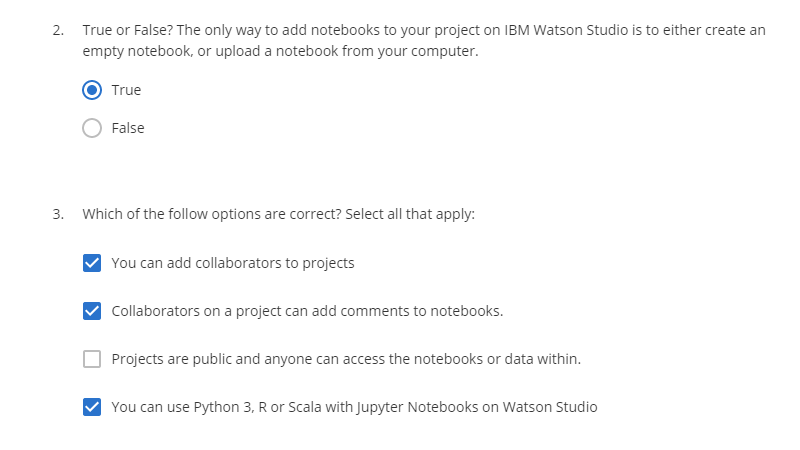 2. True or False? The only way to add notebooks to your project on IBM Watson Studio is to either create an
empty notebook, or upload a notebook from your computer.
True
False
3. Which of the follow options are correct? Select all that apply:
You can add collaborators to projects
Collaborators on a project can add comments to notebooks.
Projects are public and anyone can access the notebooks or data within.
You can use Python 3, R or Scala with Jupyter Notebooks on Watson Studio